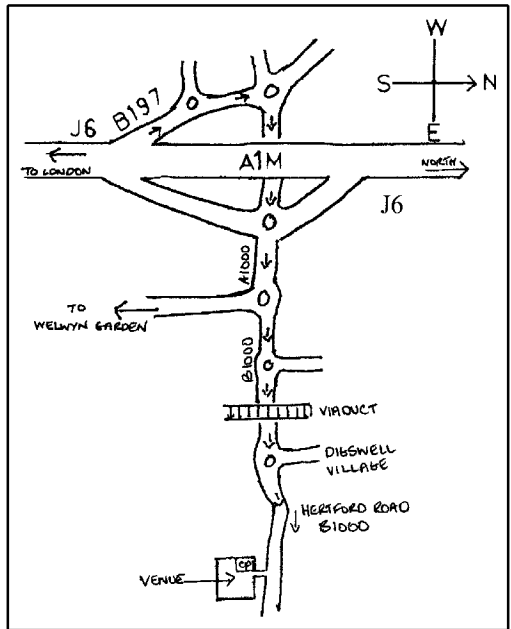 W
S
N
E
J6
B197
TO LONDON
A1M
NORTH
J6
A1000
TO
WELWYN GARDEN
B1000
VIADUCT
DIGSWELL
VILLAGE
HERTFORD ROAD
B1000
CP
VENUE